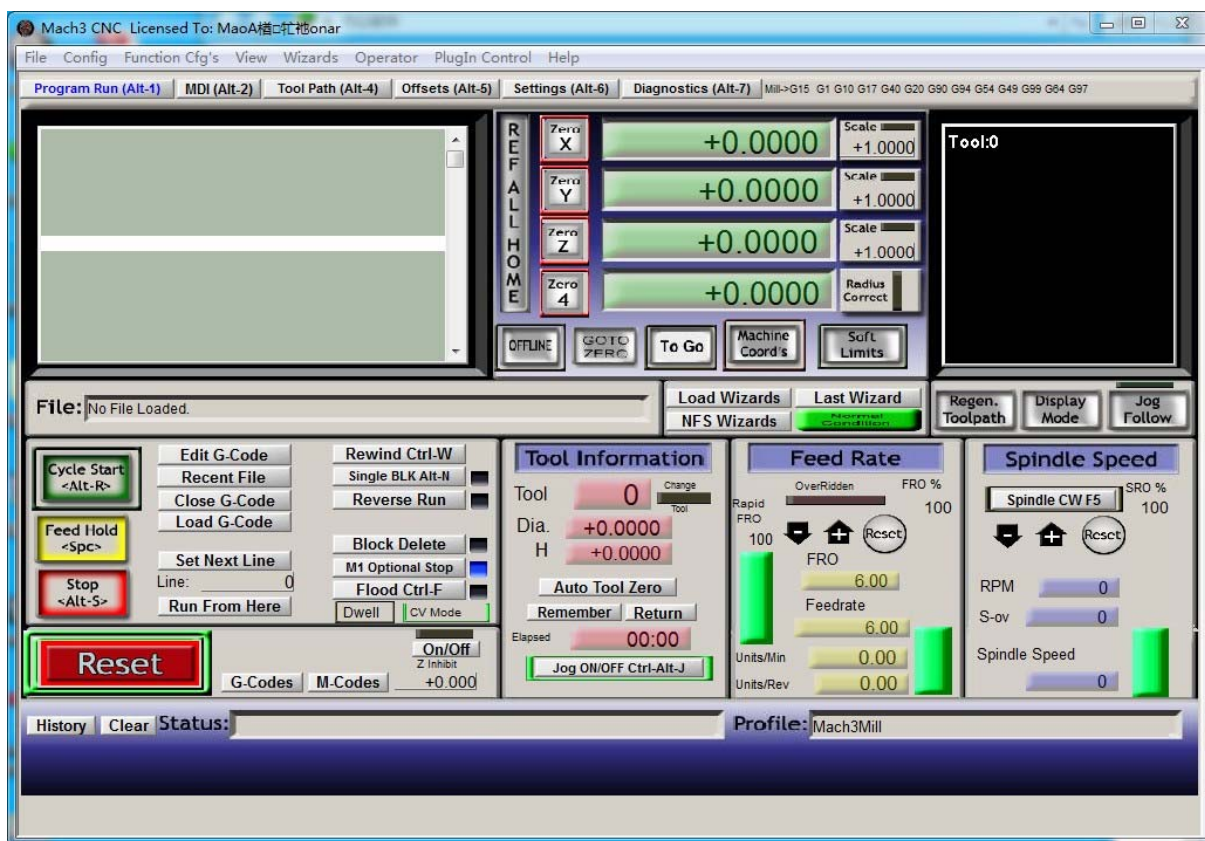 Mach3 CNC Licensed To: MaoA楢□牤祂onar
File Config Function Cfg's View Wizards Operator PlugIn Control Help
Program Run (Alt-1) MDI (Alt-2) Tool Path (Alt-4) Offsets (Alt-5) Settings (Alt-6) Diagnostics (Alt-7) Mill->G15 G1 G10 G17 G40 G20 G90 G94 G54 G49 G99 G64 G97
REF ALL HOME
Zero X +0.0000 Scale +1.0000
Zero Y +0.0000 Scale +1.0000
Zero Z +0.0000 Scale +1.0000
Zero 4 +0.0000 Radius Correct
Tool:0
OFFLINE GOTO ZERO To Go Machine Coord's Soft Limits
File: No File Loaded.
Load Wizards Last Wizard
NFS Wizards Normal Condition
Regen. Toolpath Display Mode Jog Follow
Cycle Start <Alt-R>
Feed Hold <Spc>
Stop <Alt-S>
Edit G-Code
Recent File
Close G-Code
Load G-Code
Set Next Line
Line: 0
Run From Here
Rewind Ctrl-W
Single BLK Alt-N
Reverse Run
Block Delete
M1 Optional Stop
Flood Ctrl-F
Dwell CV Mode
Reset
G-Codes M-Codes
On/Off
Z Inhibit
+0.000
Tool Information
Tool 0 Change Tool
Dia. +0.0000
H +0.0000
Auto Tool Zero
Remember Return
Elapsed 00:00
Jog ON/OFF Ctrl-Alt-J
Feed Rate
OverRidden FRO %
100
Rapid FRO
100
Reset
FRO
6.00
Feedrate
6.00
Units/Min 0.00
Units/Rev 0.00
Spindle Speed
Spindle CW F5 SRO %
100
Reset
RPM 0
S-ov 0
Spindle Speed
0
History Clear Status:
Profile: Mach3Mill